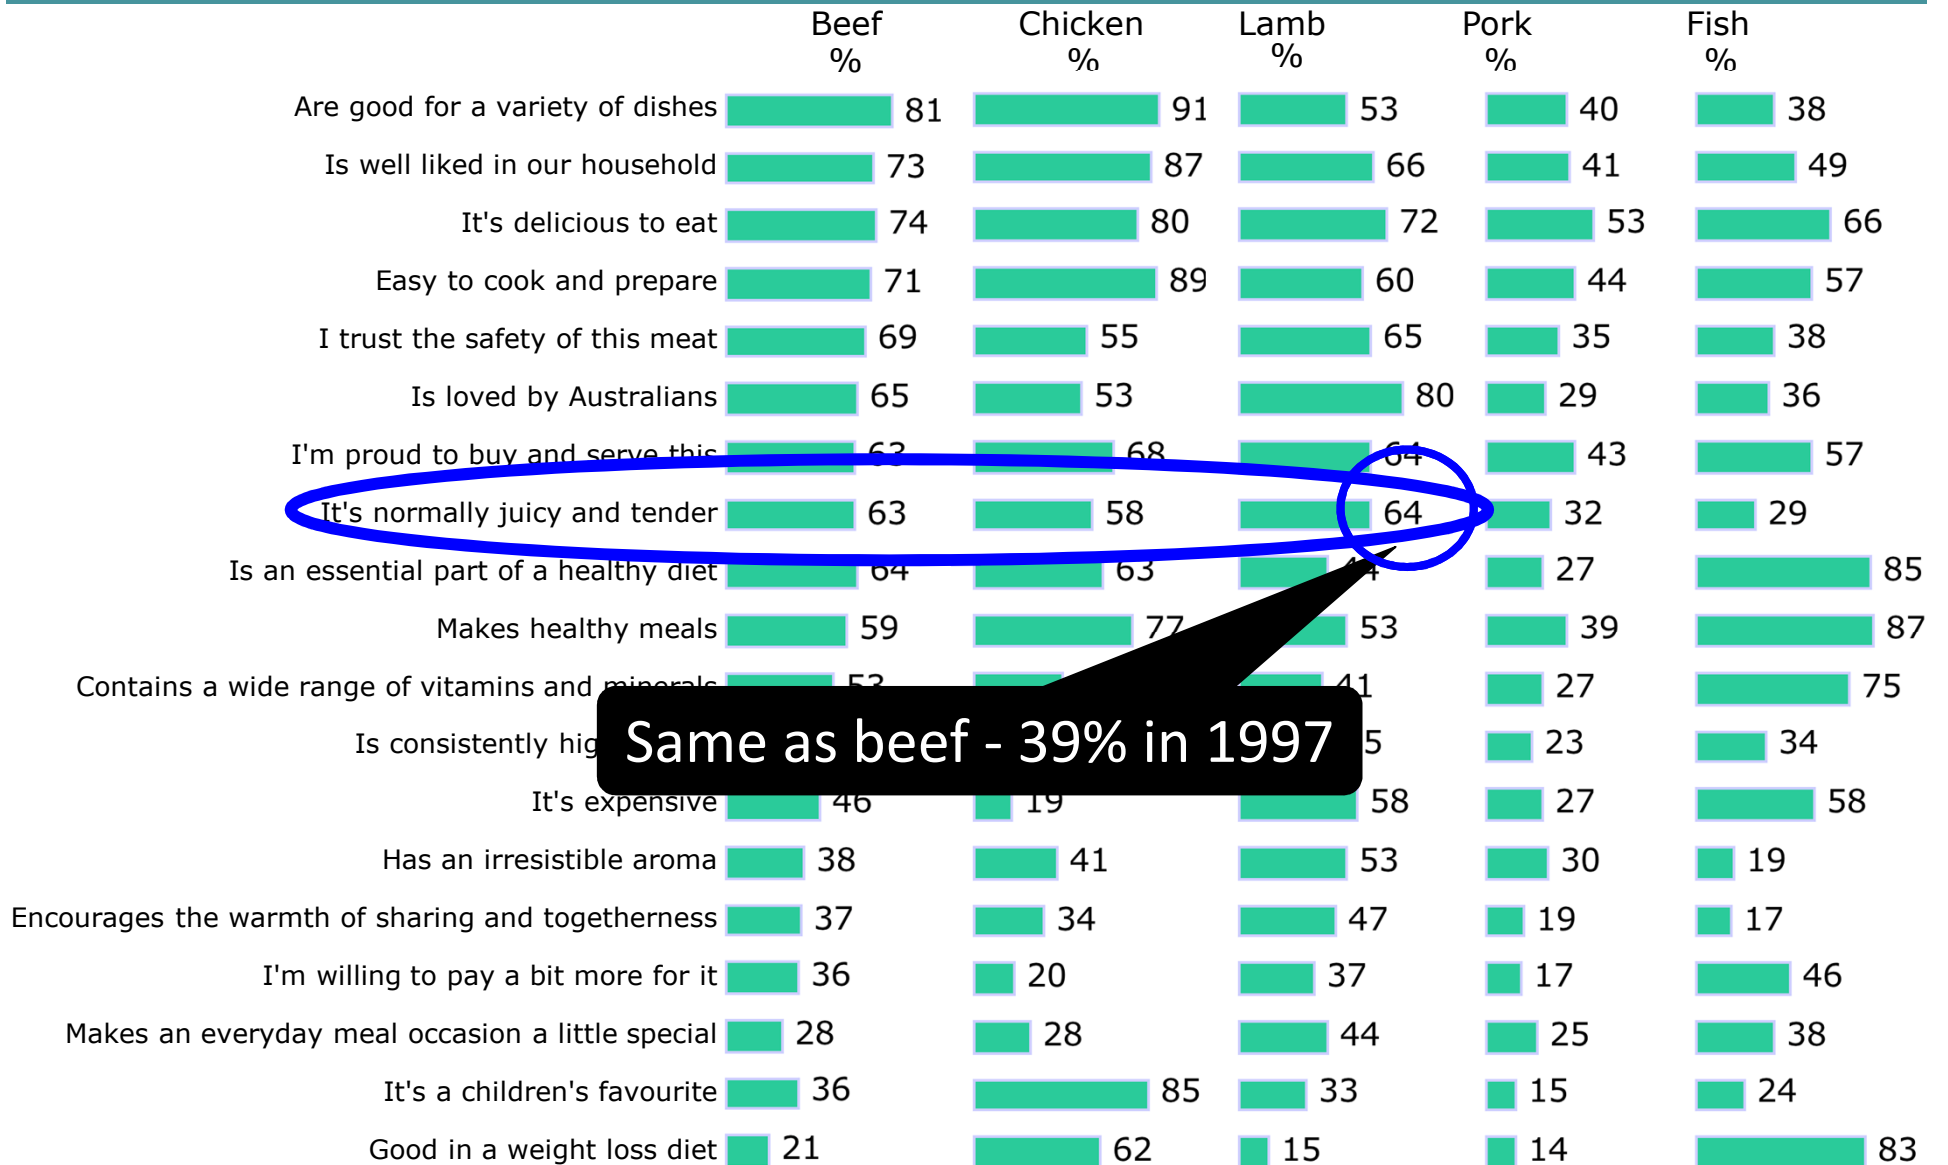 Beef Chicken Lamb Pork Fish
% % % % %
Are good for a variety of dishes 81 91 53 40 38
Is well liked in our household 73 87 66 41 49
It's delicious to eat 74 80 72 53 66
Easy to cook and prepare 71 89 60 44 57
I trust the safety of this meat 69 55 65 35 38
Is loved by Australians 65 53 80 29 36
I'm proud to buy and serve this 63 68 64 43 57
It's normally juicy and tender 63 58 64 32 29
Is an essential part of a healthy diet 64 63 44 27 85
Makes healthy meals 59 77 53 39 87
Contains a wide range of vitamins and minerals 53 41 27 75
Same as beef - 39% in 1997
Is consistently 23 34
It's expensive 46 19 58 27 58
Has an irresistible aroma 38 41 53 30 19
Encourages the warmth of sharing and togetherness 37 34 47 19 17
I'm willing to pay a bit more for it 36 20 37 17 46
Makes an everyday meal occasion a little special 28 28 44 25 38
It's a children's favourite 36 85 33 15 24
Good in a weight loss diet 21 62 15 14 83